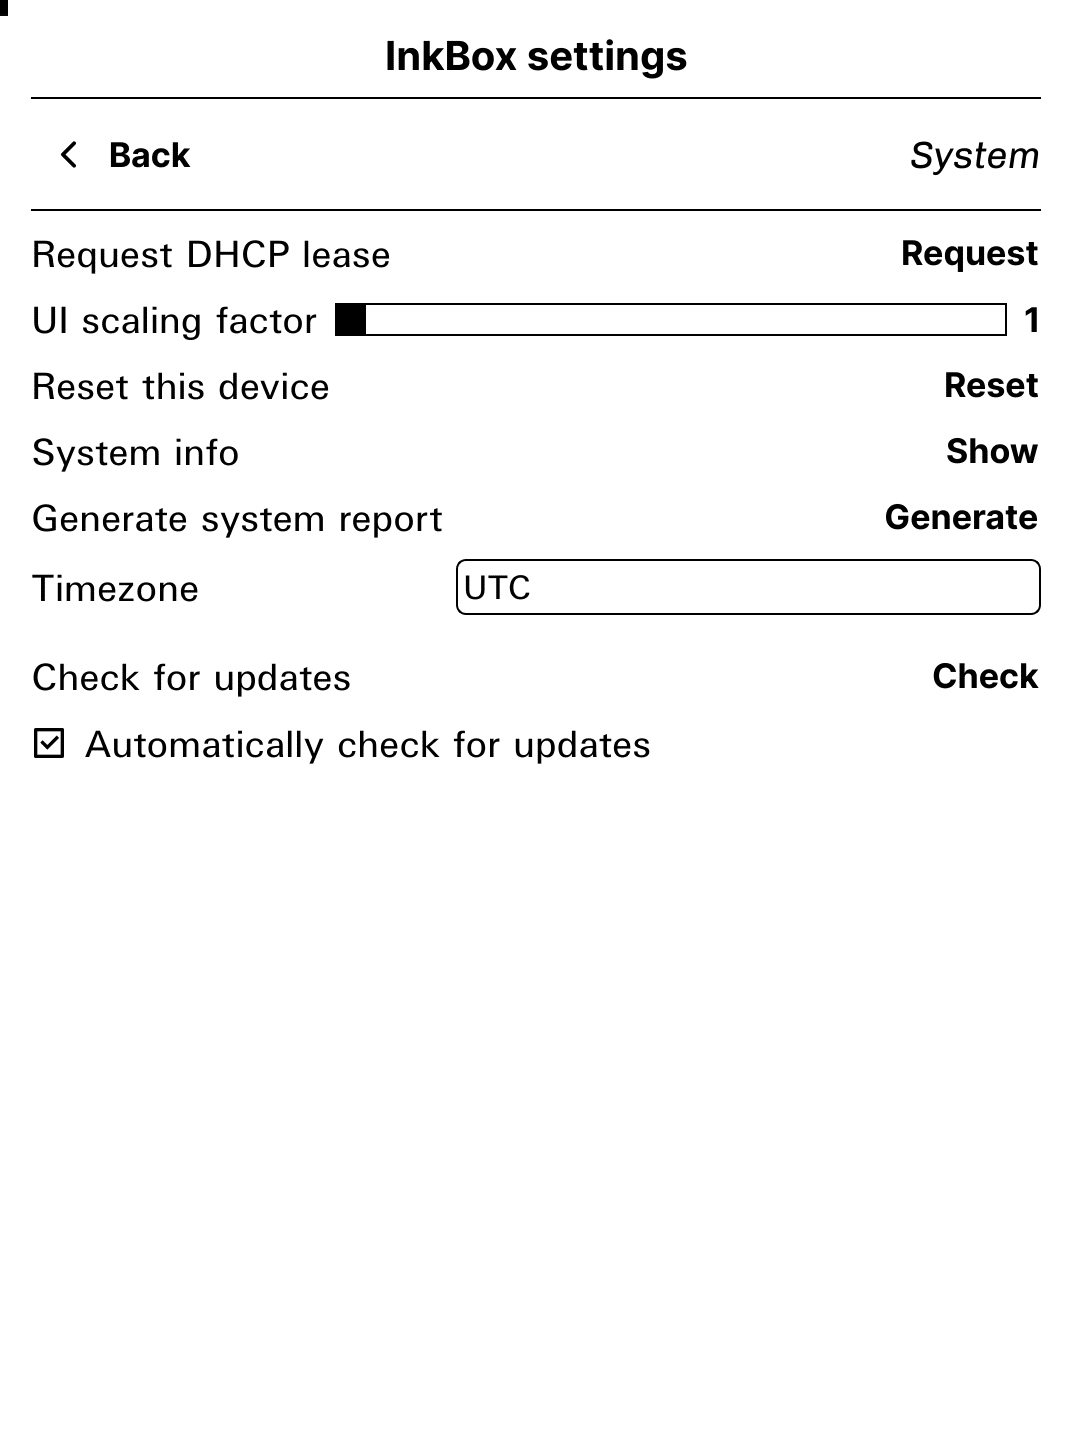 InkBox settings
Back System
Request DHCP lease Request
UI scaling factor 1
Reset this device Reset
System info Show
Generate system report Generate
Timezone UTC
Check for updates Check
Automatically check for updates